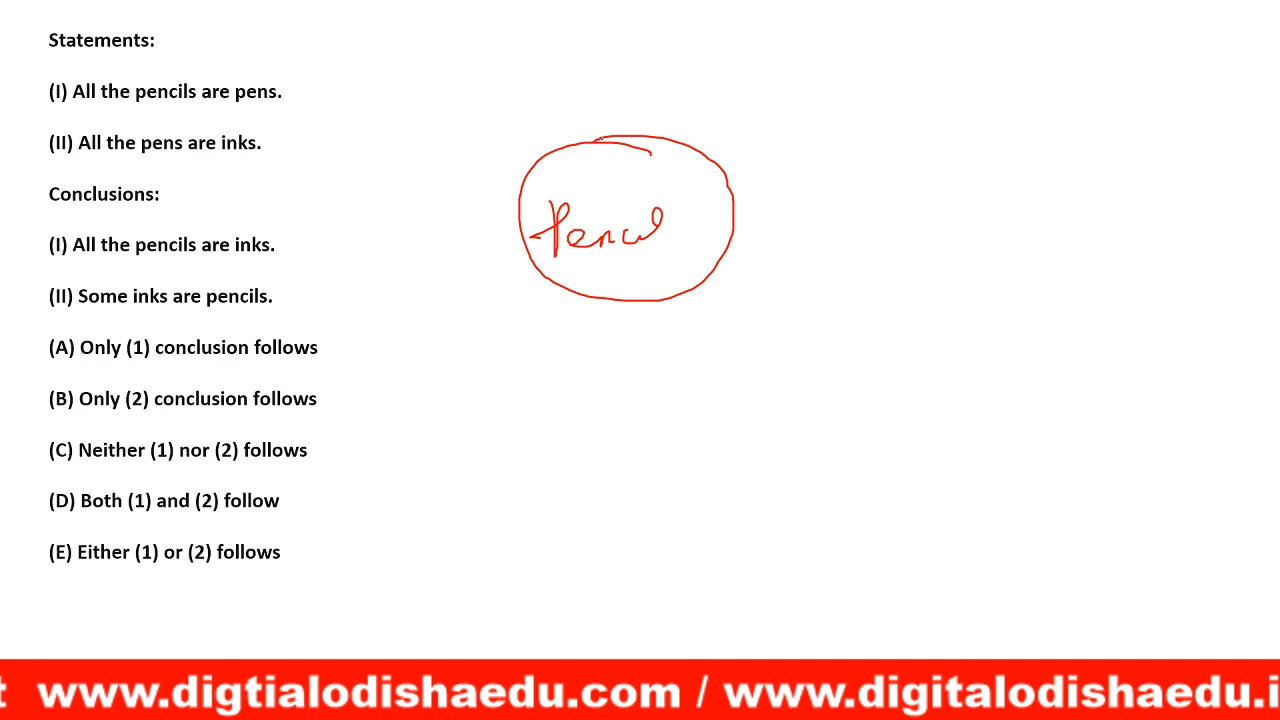 Statements:
(I) All the pencils are pens.
(II) All the pens are inks.
Conclusions:
(I) All the pencils are inks.
(II) Some inks are pencils.
(A) Only (1) conclusion follows
(B) Only (2) conclusion follows
(C) Neither (1) nor (2) follows
(D) Both (1) and (2) follow
(E) Either (1) or (2) follows
Pencil
www.digtialodishaedu.com / www.digitalodishaedu.i